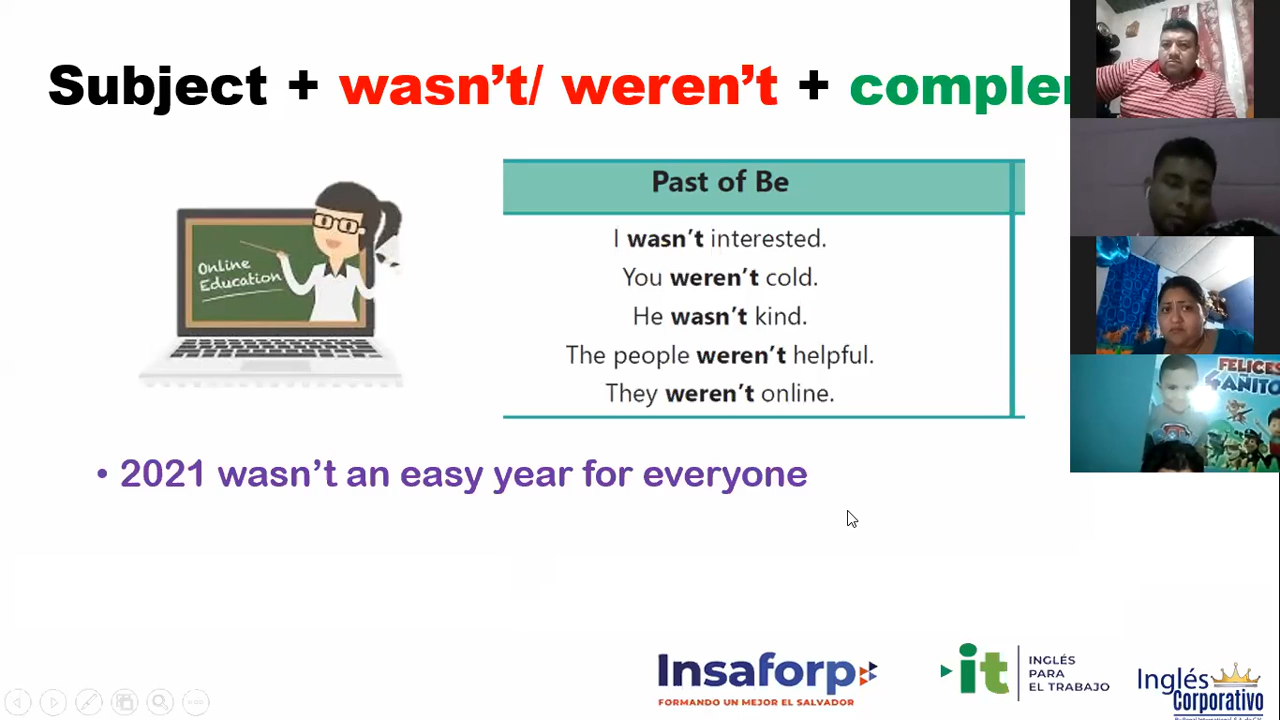 Subject + wasn't/ weren't + complem
Online
Education
Past of Be
I wasn't interested.
You weren't cold.
He wasn't kind.
The people weren't helpful.
They weren't online.
• 2021 wasn't an easy year for everyone
FELICES
4 AÑITO
Insaforp
FORMANDO UN MEJOR EL SALVADOR
it
INGLÉS
PARA
EL TRABAJO
Inglés
Corporativo